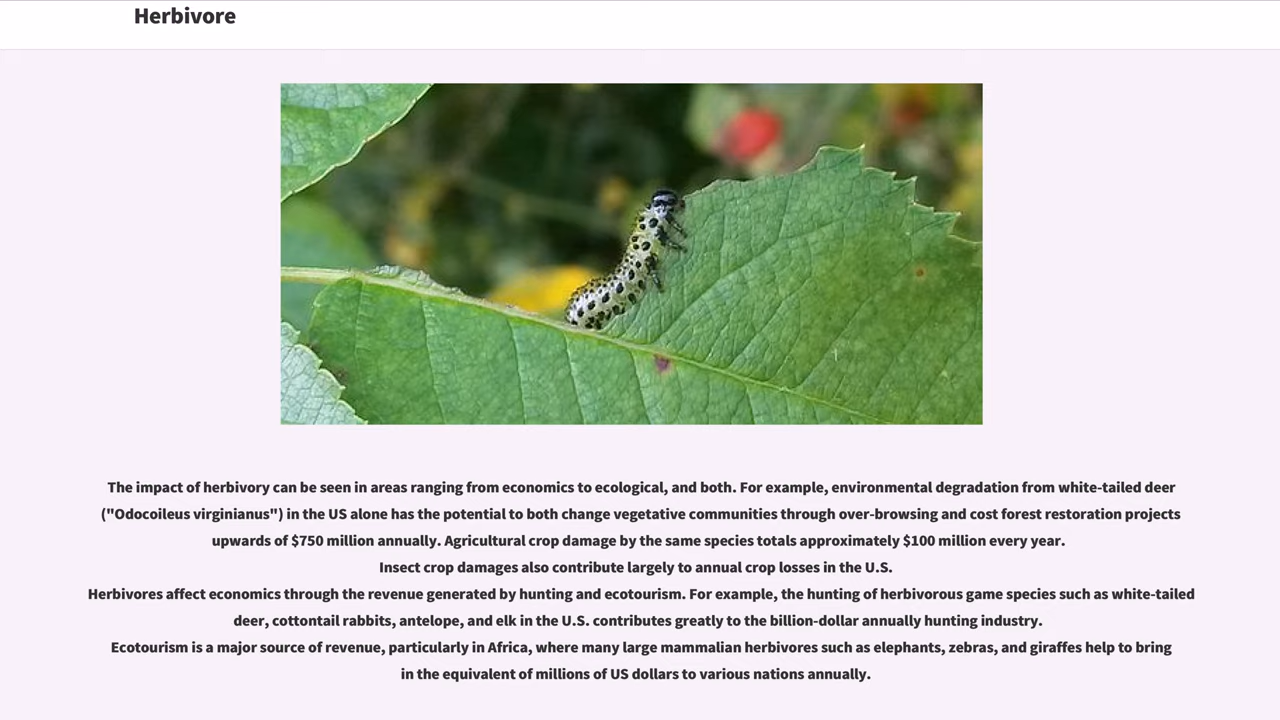 Herbivore
The impact of herbivory can be seen in areas ranging from economics to ecological, and both. For example, environmental degradation from white-tailed deer
("Odocoileus virginianus") in the US alone has the potential to both change vegetative communities through over-browsing and cost forest restoration projects
upwards of $750 million annually. Agricultural crop damage by the same species totals approximately $100 million every year.
Insect crop damages also contribute largely to annual crop losses in the U.S.
Herbivores affect economics through the revenue generated by hunting and ecotourism. For example, the hunting of herbivorous game species such as white-tailed
deer, cottontail rabbits, antelope, and elk in the U.S. contributes greatly to the billion-dollar annually hunting industry.
Ecotourism is a major source of revenue, particularly in Africa, where many large mammalian herbivores such as elephants, zebras, and giraffes help to bring
in the equivalent of millions of US dollars to various nations annually.